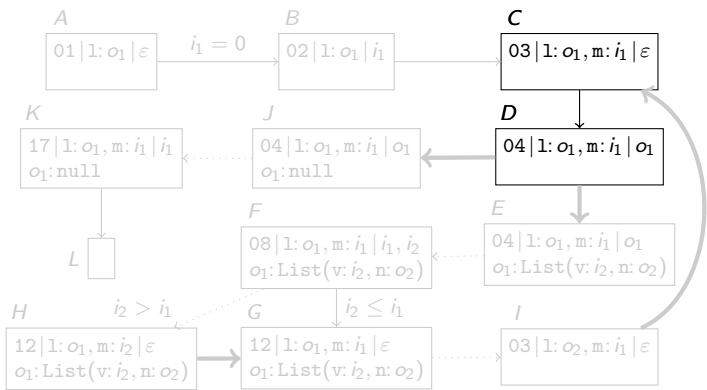 A
B
C
01 | l: o₁ | ε
i₁ = 0
02 | l: o₁ | i₁
03 | l: o₁, m: i₁ | ε
K
J
D
17 | l: o₁, m: i₁ | i₁
o₁: null
04 | l: o₁, m: i₁ | o₁
o₁: null
04 | l: o₁, m: i₁ | o₁
F
E
L
08 | l: o₁, m: i₁ | i₁, i₂
o₁: List(v: i₂, n: o₂)
04 | l: o₁, m: i₁ | o₁
o₁: List(v: i₂, n: o₂)
H
i₂ > i₁
G
i₂ ≤ i₁
I
12 | l: o₁, m: i₂ | ε
o₁: List(v: i₂, n: o₂)
12 | l: o₁, m: i₁ | ε
o₁: List(v: i₂, n: o₂)
03 | l: o₂, m: i₁ | ε